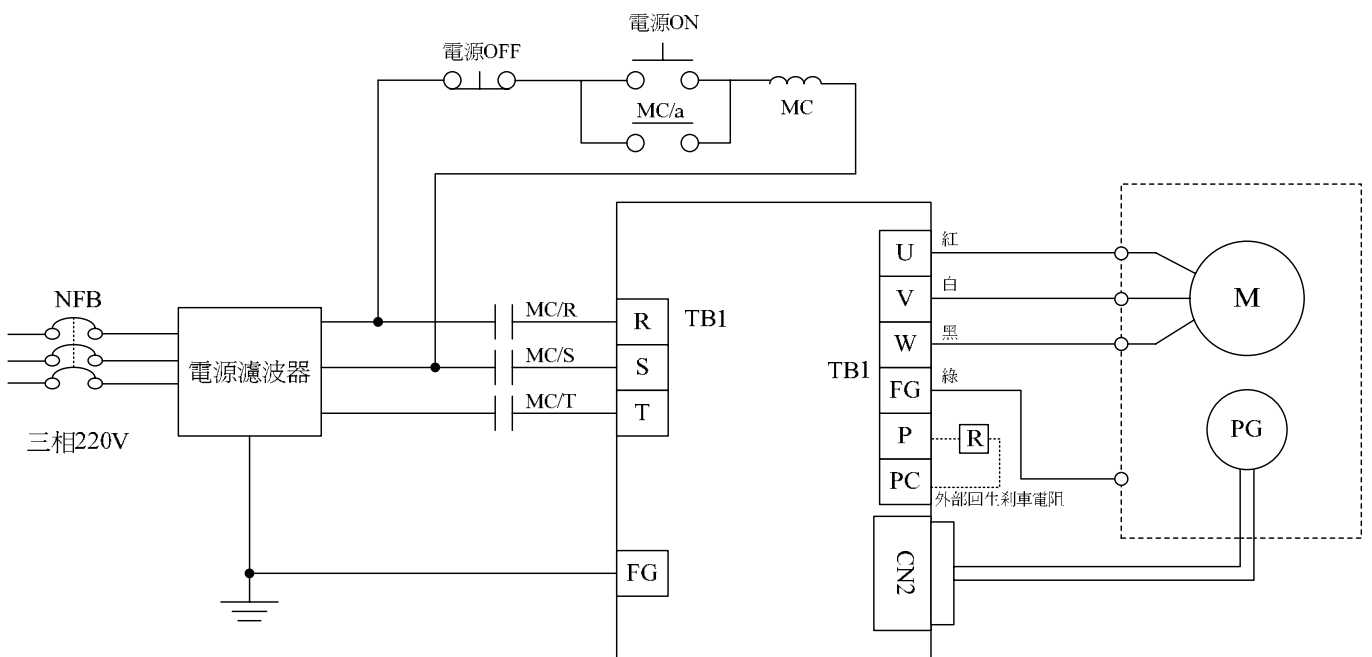 電源ON
電源OFF
MC/a
MC
U
紅
V
白
M
NFB
MC/R
R
TB1
W
黑
電源濾波器
MC/S
S
TB1
FG
綠
MC/T
T
P
R
PG
三相220V
PC
外部回生剎車電阻
FG
CN2